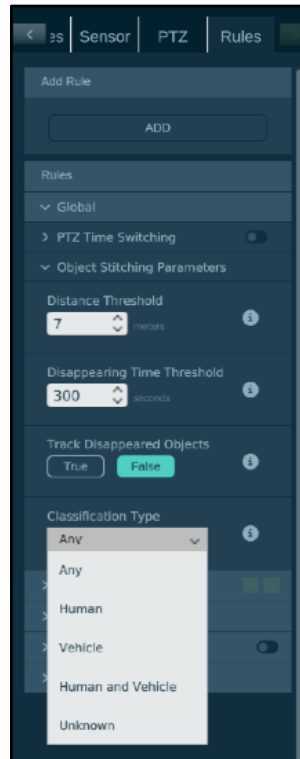 es Sensor PTZ Rules
Add Rule
ADD
Rules
Global
PTZ Time Switching
Object Stitching Parameters
Distance Threshold
7 meters
Disappearing Time Threshold
300 seconds
Track Disappeared Objects
True False
Classification Type
Any
Any
Human
Vehicle
Human and Vehicle
Unknown